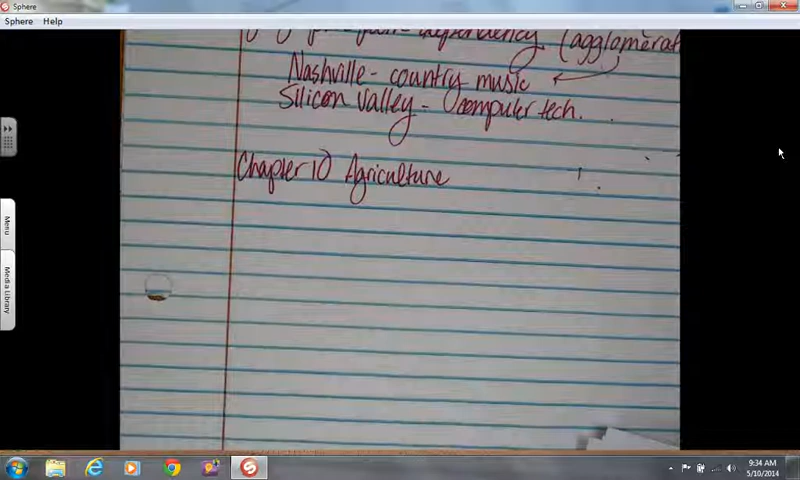 Sphere
Sphere Help
dependency (agglomerat
Nashville - country music
Silicon Valley - computer tech.
Chapter 10 Agriculture
Menu
Media Library
9:34 AM
5/10/2014